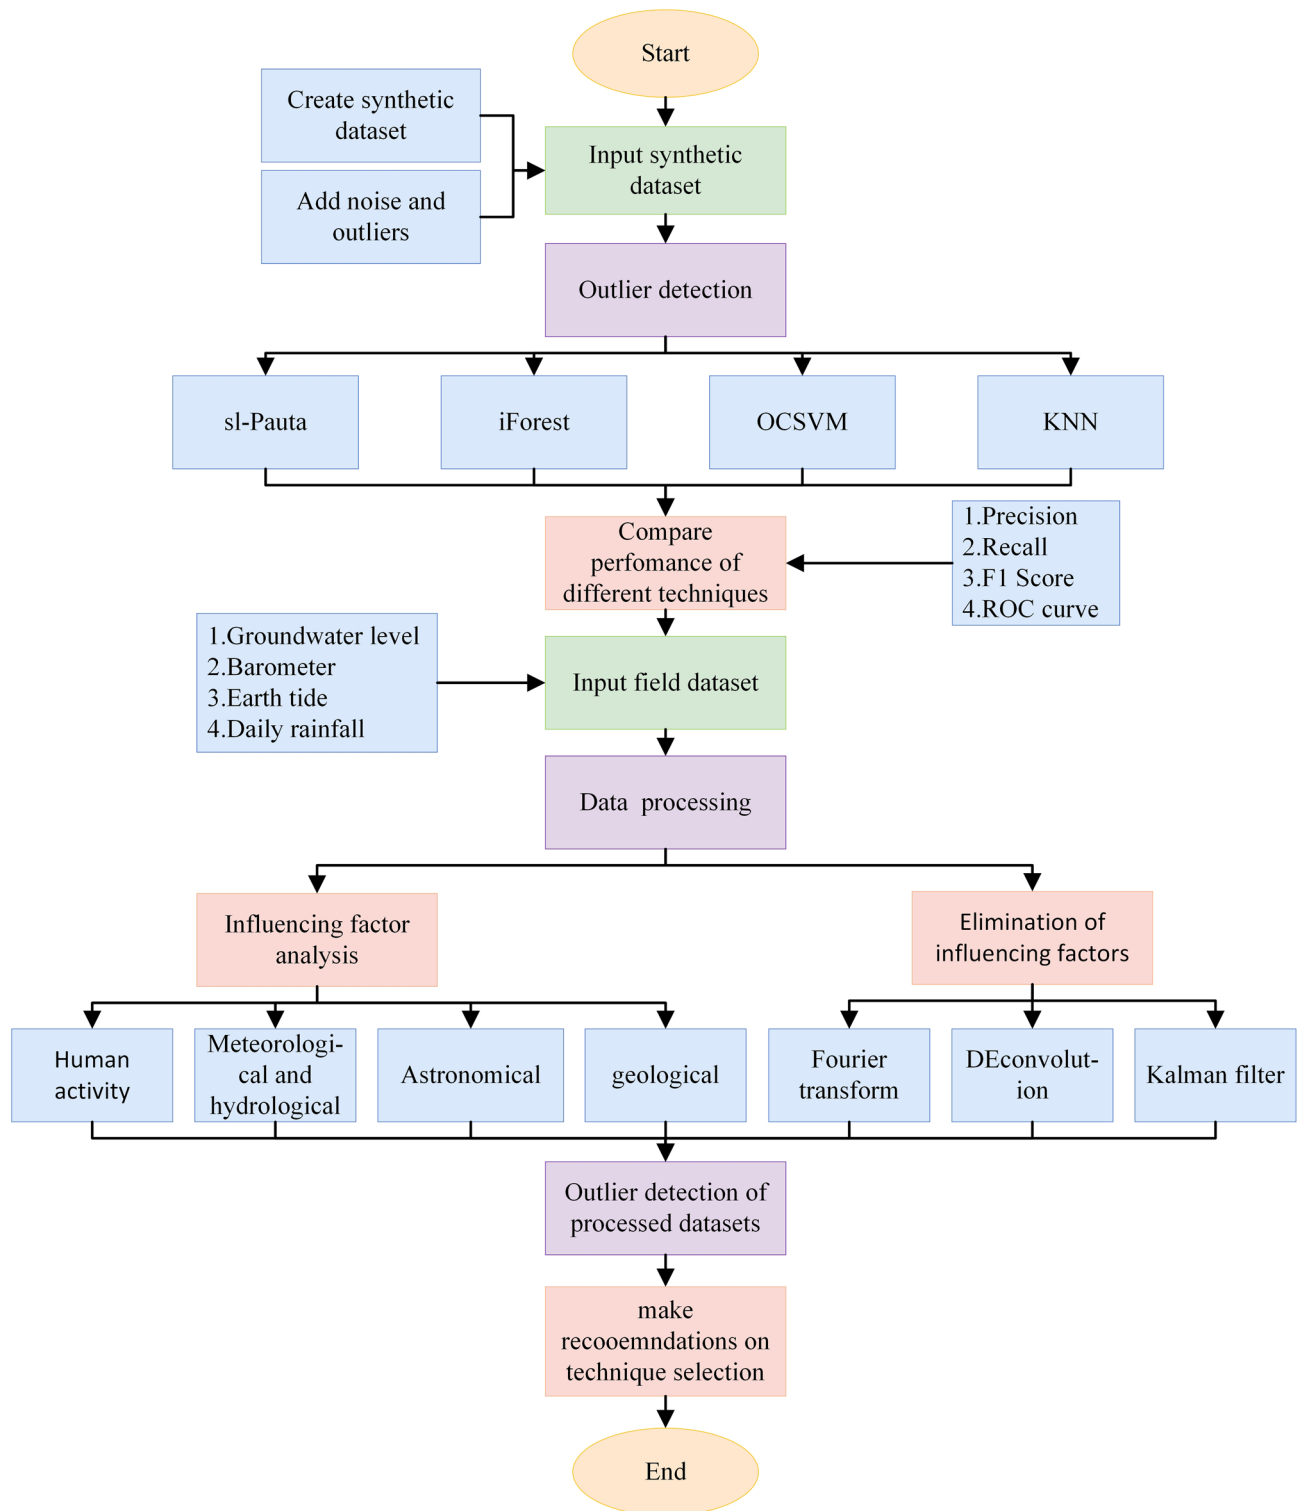 Start
Create synthetic
dataset
Input synthetic
dataset
Add noise and
outliers
Outlier detection
sl-Pauta
iForest
OCSVM
KNN
Compare
perfomance of
different techniques
1.Precision
2.Recall
3.F1 Score
4.ROC curve
1.Groundwater level
2.Barometer
3.Earth tide
4.Daily rainfall
Input field dataset
Data processing
Influencing factor
analysis
Elimination of
influencing factors
Human
activity
Meteorologi-
cal and
hydrological
Astronomical
geological
Fourier
transform
DEconvolut-
ion
Kalman filter
Outlier detection of
processed datasets
make
recooemndations on
technique selection
End